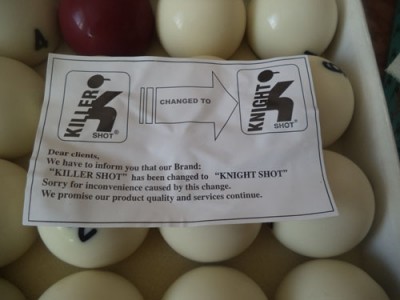 4
KILLER
SHOT®
CHANGED TO
KNIGHT
SHOT®
6
Dear clients,
We have to inform you that our Brand:
"KILLER SHOT" has been changed to "KNIGHT SHOT"
Sorry for inconvenience caused by this change.
We promise our product quality and services continue.